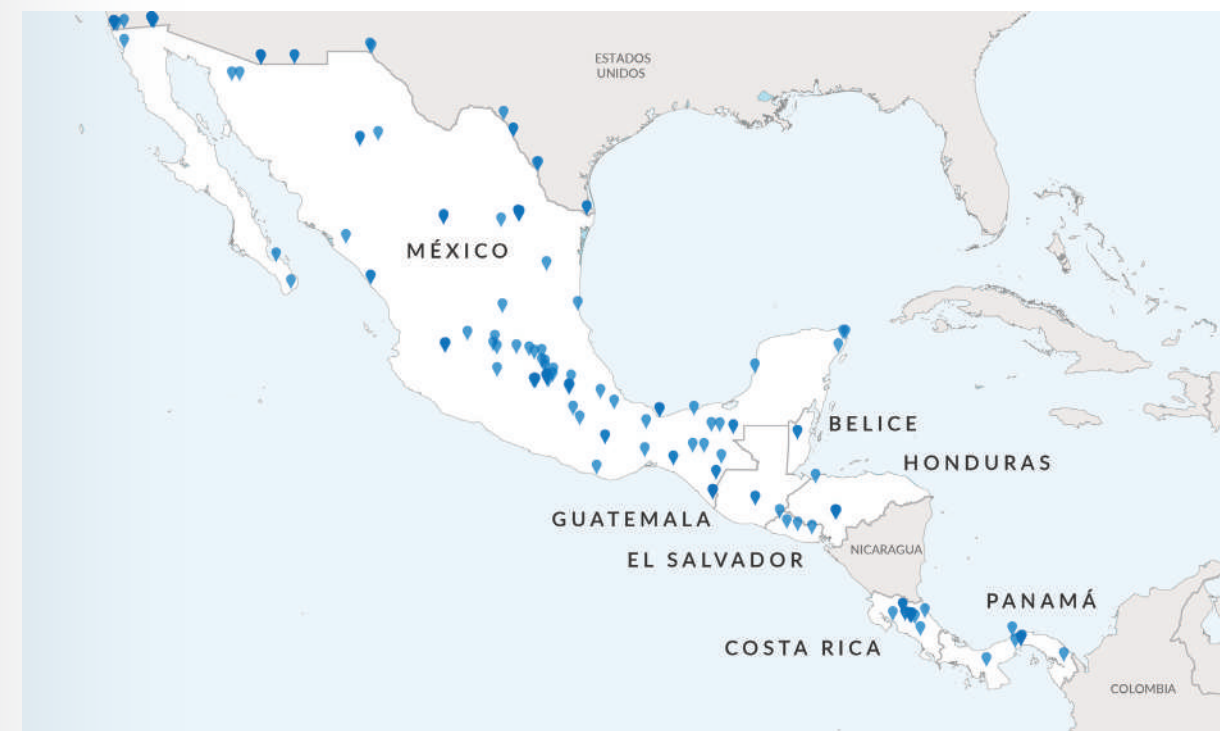 ESTADOS
UNIDOS
MÉXICO
BELICE
HONDURAS
GUATEMALA
NICARAGUA
EL SALVADOR
PANAMÁ
COSTA RICA
COLOMBIA